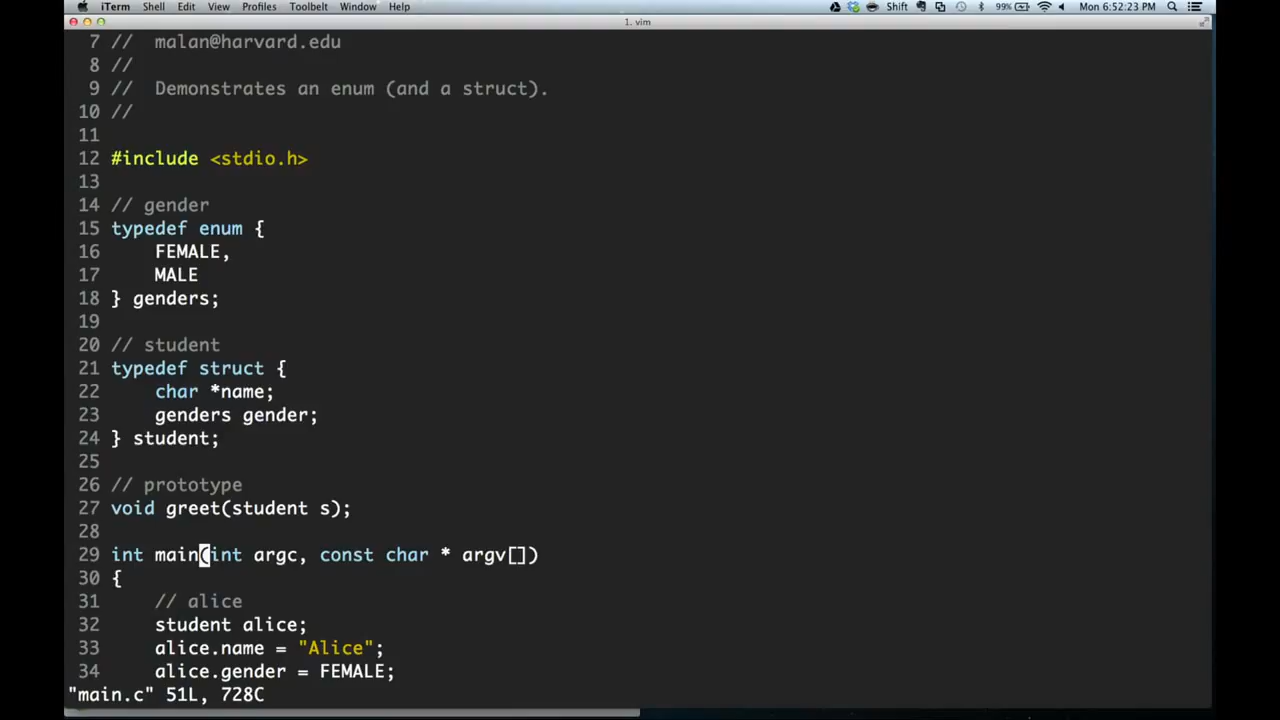 iTerm Shell Edit View Profiles Toolbelt Window Help Shift 99% Mon 6:52:23 PM
1. vim
7 // malan@harvard.edu
8 //
9 // Demonstrates an enum (and a struct).
10 //
11
12 #include <stdio.h>
13
14 // gender
15 typedef enum {
16 FEMALE,
17 MALE
18 } genders;
19
20 // student
21 typedef struct {
22 char *name;
23 genders gender;
24 } student;
25
26 // prototype
27 void greet(student s);
28
29 int main(int argc, const char * argv[])
30 {
31 // alice
32 student alice;
33 alice.name = "Alice";
34 alice.gender = FEMALE;
"main.c" 51L, 728C